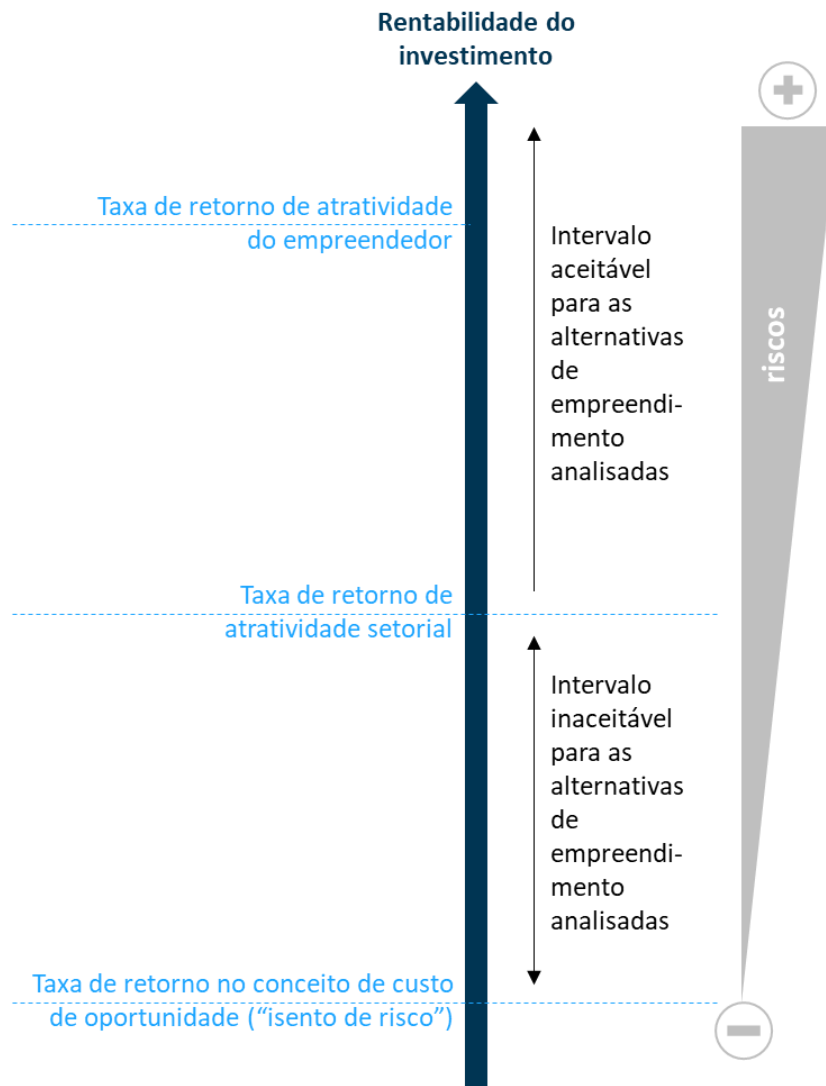 Rentabilidade do
investimento
Taxa de retorno de atratividade
do empreendedor
Intervalo
aceitável
para as
alternativas
de
empreendi-
mento
analisadas
riscos
Taxa de retorno de
atratividade setorial
Intervalo
inaceitável
para as
alternativas
de
empreendi-
mento
analisadas
Taxa de retorno no conceito de custo
de oportunidade (“isento de risco”)